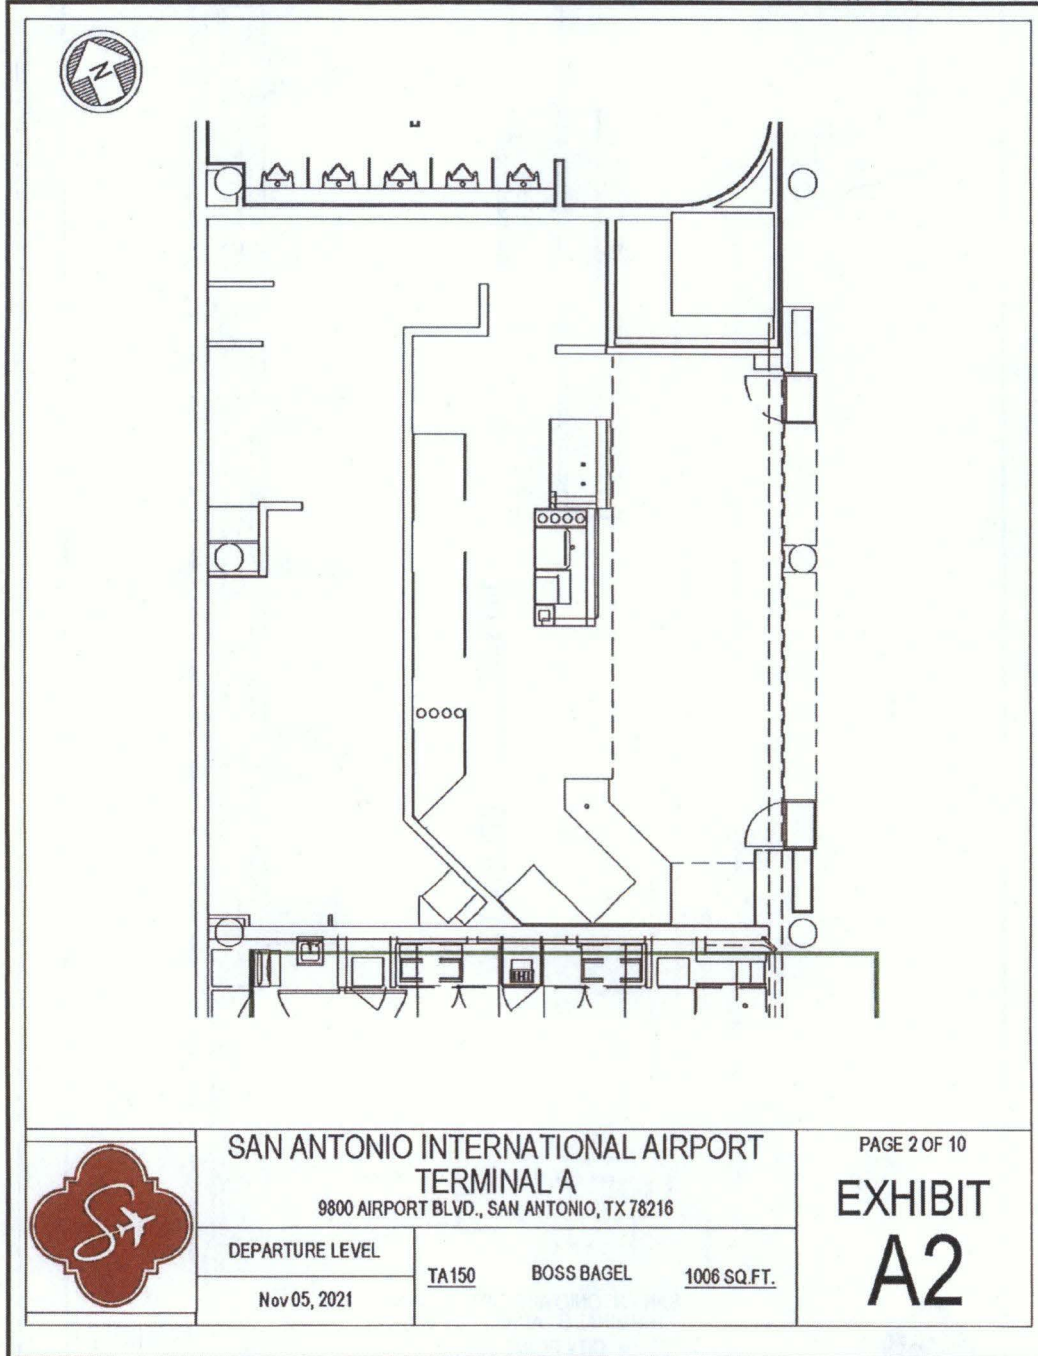 N
SAN ANTONIO INTERNATIONAL AIRPORT
TERMINAL A
9800 AIRPORT BLVD., SAN ANTONIO, TX 78216
DEPARTURE LEVEL
Nov 05, 2021
TA150 BOSS BAGEL 1006 SQ.FT.
PAGE 2 OF 10
EXHIBIT
A2